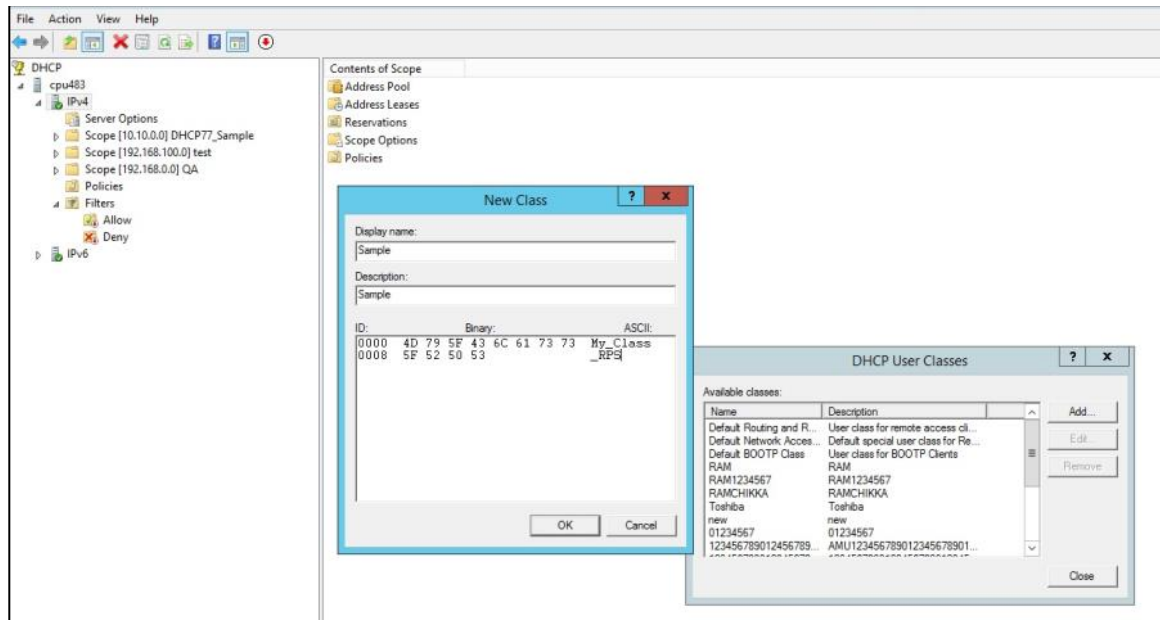 File Action View Help
DHCP
cpu483
IPv4
Server Options
Scope [10.10.0.0] DHCP77_Sample
Scope [192.168.100.0] test
Scope [192.168.0.0] QA
Policies
Filters
Allow
Deny
IPv6
Contents of Scope
Address Pool
Address Leases
Reservations
Scope Options
Policies
New Class
? x
Display name:
Sample
Description:
Sample
ID: Binary: ASCII:
0000 4D 79 5F 43 6C 61 73 73 My_Class
0008 5F 52 50 53 _RPS
OK Cancel
DHCP User Classes
? x
Available classes:
Name Description
Default Routing and R... User class for remote access cli...
Default Network Acces... Default special user class for Re...
Default BOOTP Class User class for BOOTP Clients
RAM RAM
RAM1234567 RAM1234567
RAMCHIKKA RAMCHIKKA
Toshiba Toshiba
new new
01234567 01234567
123456789012456789... AMU123456789012345678901...
Add...
Edit...
Remove
Close